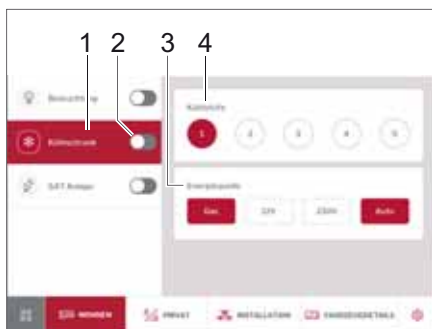 1 2 3 4
Beleuchtung
Kühlstufe
1 2 3 4 5
Kühlschrank
Energiequelle
SAT Anlage
Gas 12V 230V Auto
WOHNEN PRIVAT INSTALLATION FAHRZEUGDETAILS